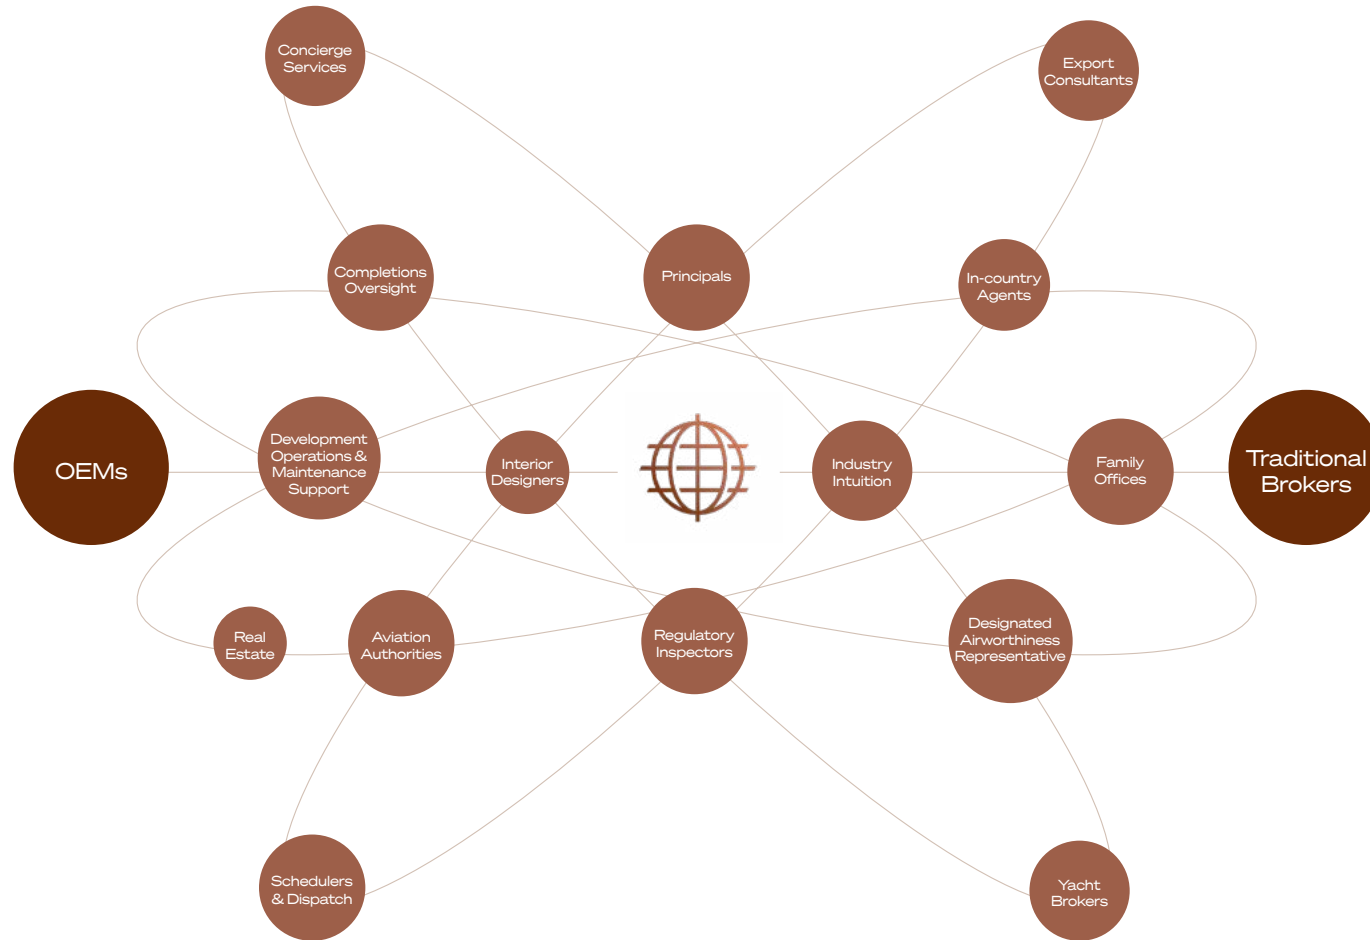 Concierge
Services
Export
Consultants
Completions
Oversight
Principals
In-country
Agents
OEMs
Development
Operations &
Maintenance
Support
Interior
Designers
Industry
Intuition
Family
Offices
Traditional
Brokers
Real
Estate
Aviation
Authorities
Regulatory
Inspectors
Designated
Airworthiness
Representative
Schedulers
& Dispatch
Yacht
Brokers